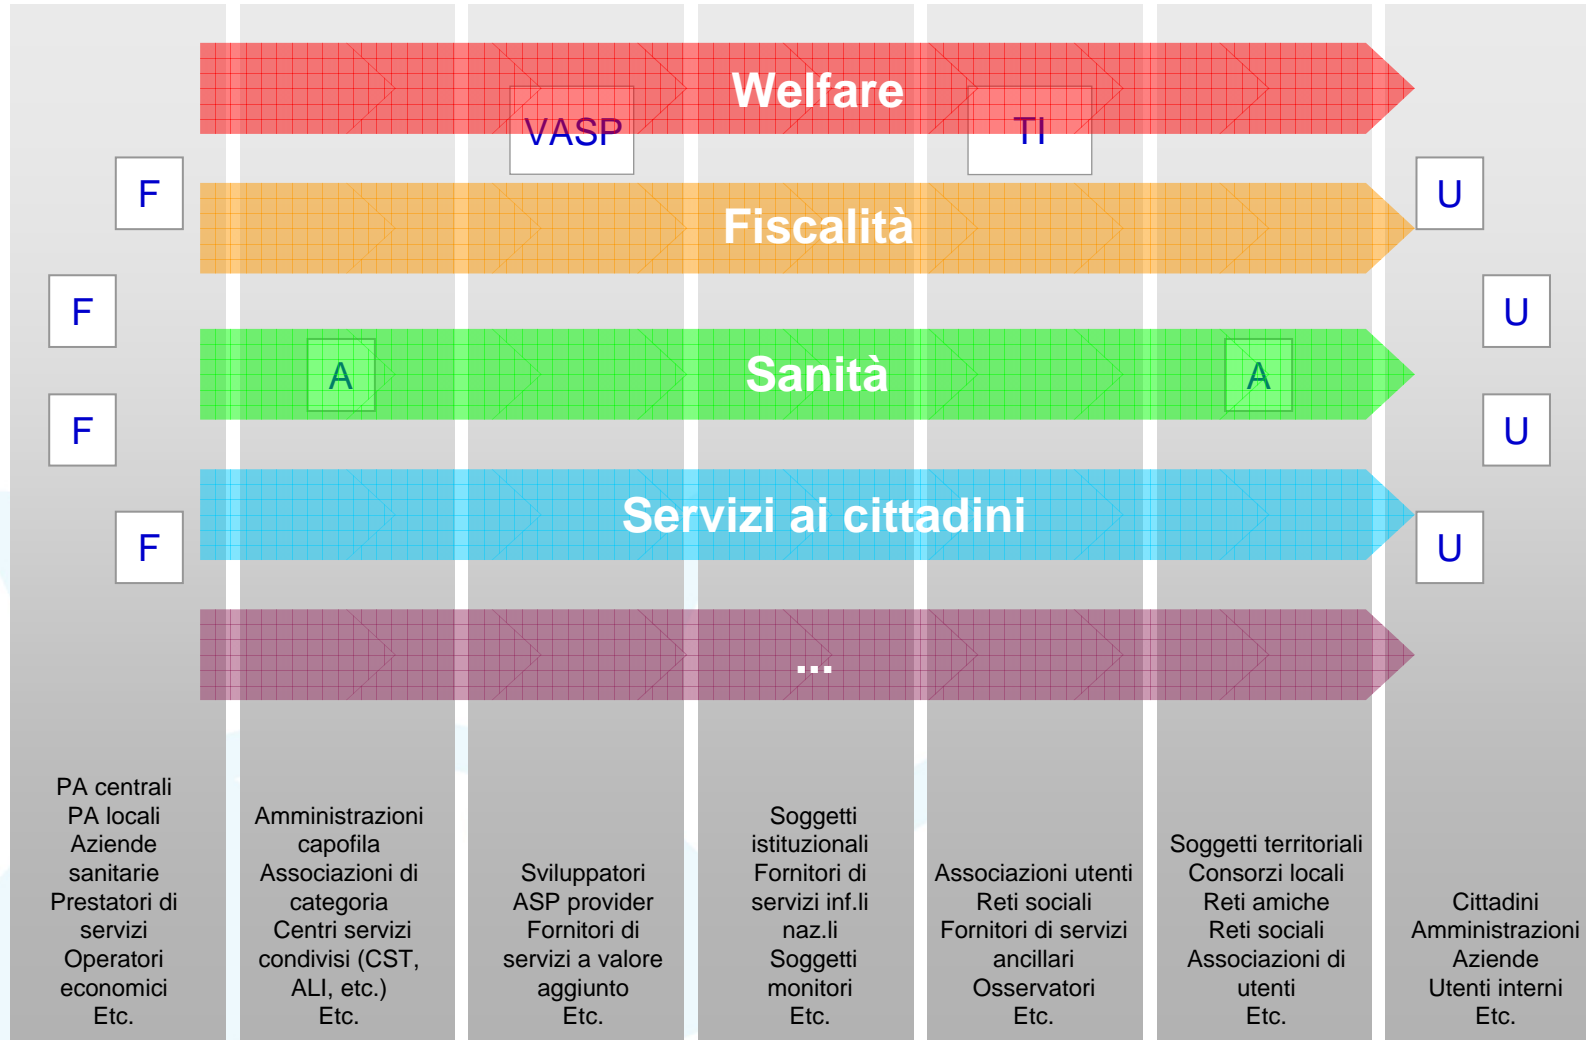 Welfare
VASP
TI
F
U
Fiscalità
F
U
A
Sanità
A
F
U
Servizi ai cittadini
F
U
...
PA centrali
PA locali
Aziende
sanitarie
Prestatori di
servizi
Operatori
economici
Etc.
Amministrazioni
capofila
Associazioni di
categoria
Centri servizi
condivisi (CST,
ALI, etc.)
Etc.
Sviluppatori
ASP provider
Fornitori di
servizi a valore
aggiunto
Etc.
Soggetti
istituzionali
Fornitori di
servizi inf.li
naz.li
Soggetti
monitori
Etc.
Associazioni utenti
Reti sociali
Fornitori di servizi
ancillari
Osservatori
Etc.
Soggetti territoriali
Consorzi locali
Reti amiche
Reti sociali
Associazioni di
utenti
Etc.
Cittadini
Amministrazioni
Aziende
Utenti interni
Etc.